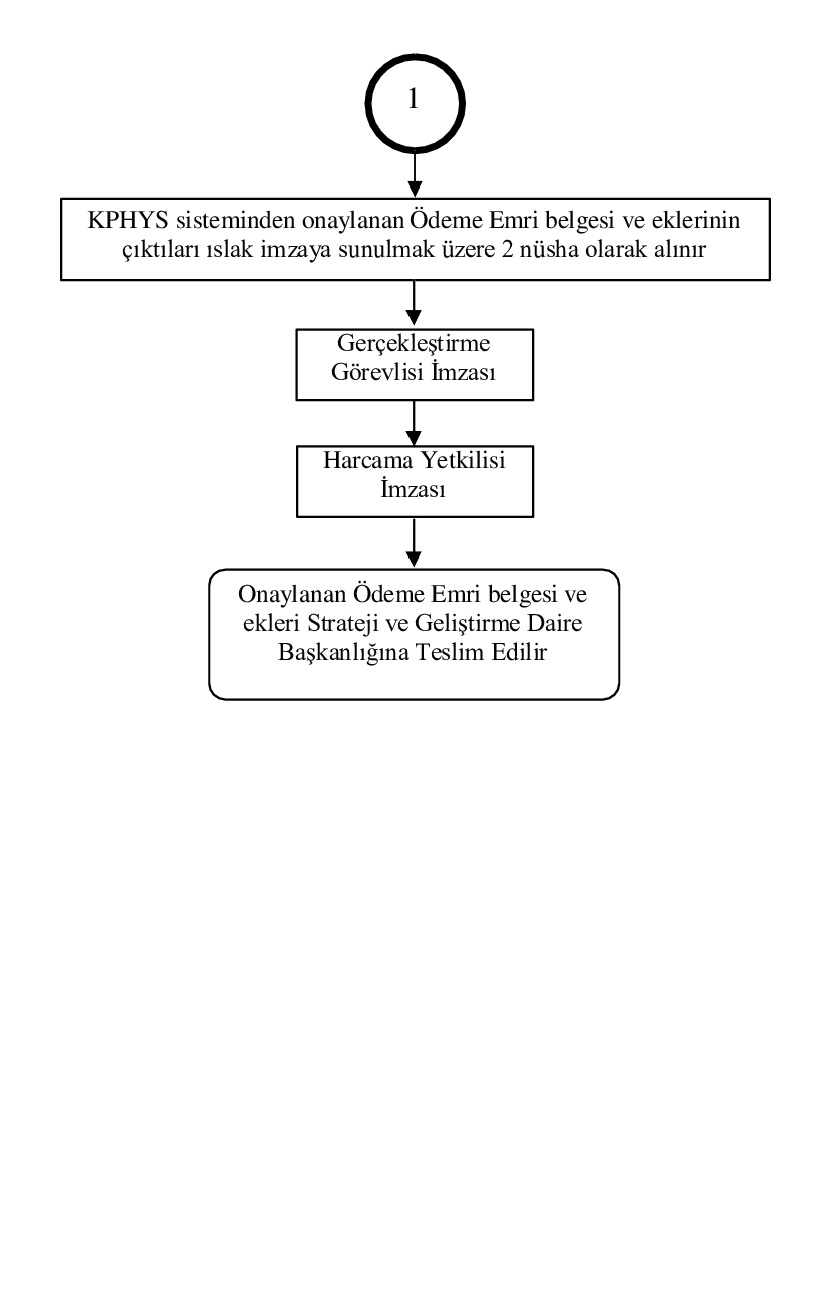 1
KPHYS sisteminden onaylanan Ödeme Emri belgesi ve eklerinin
çıktıları ıslak imzaya sunulmak üzere 2 nüsha olarak alınır
Gerçekleştirme
Görevlisi İmzası
Harcama Yetkilisi
İmzası
Onaylanan Ödeme Emri belgesi ve
ekleri Strateji ve Geliştirme Daire
Başkanlığına Teslim Edilir